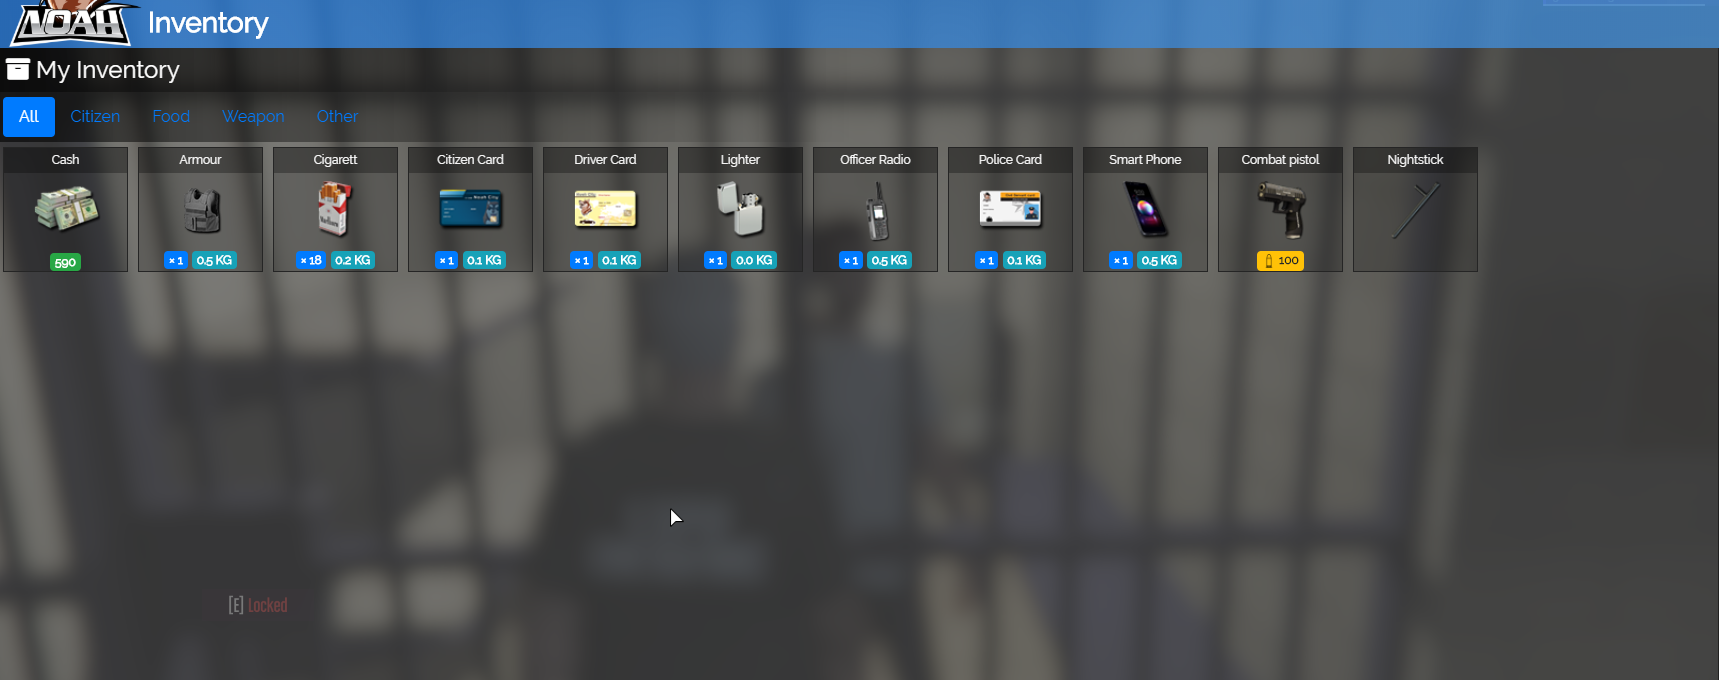 NOAH Inventory
My Inventory
All Citizen Food Weapon Other
Cash Armour Cigarett Citizen Card Driver Card Lighter Officer Radio Police Card Smart Phone Combat pistol Nightstick
590 ×1 0.5 KG ×18 0.2 KG ×1 0.1 KG ×1 0.1 KG ×1 0.0 KG ×1 0.5 KG ×1 0.1 KG ×1 0.5 KG 100
[E] Locked